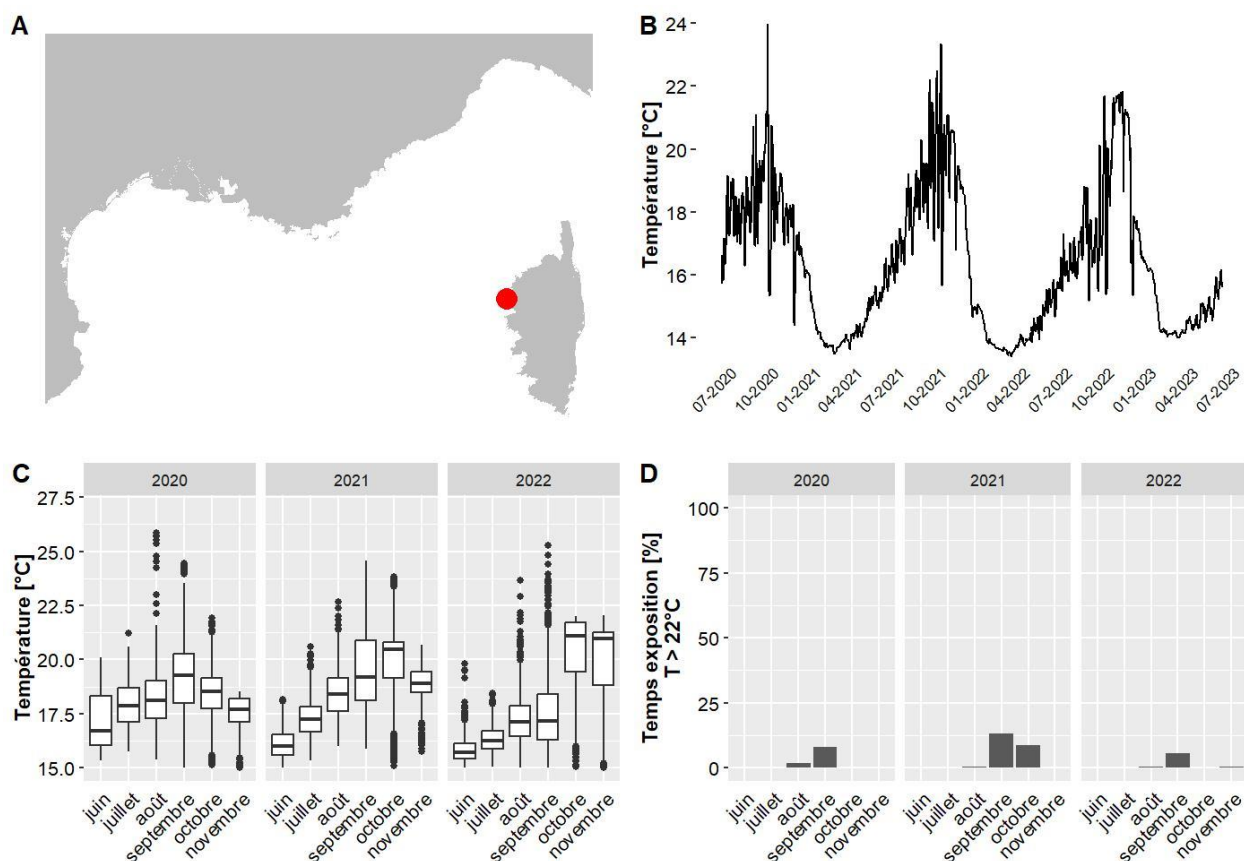 A
B
Température [°C]
24
22
20
18
16
14
07-2020
10-2020
01-2021
04-2021
07-2021
10-2021
01-2022
04-2022
07-2022
10-2022
01-2023
04-2023
07-2023
C
2020
2021
2022
Température [°C]
27.5
25.0
22.5
20.0
17.5
15.0
juin
juillet
août
septembre
octobre
novembre
juin
juillet
août
septembre
octobre
novembre
juin
juillet
août
septembre
octobre
novembre
D
2020
2021
2022
Temps exposition [%]
T > 22°C
100
75
50
25
0
juin
juillet
août
septembre
octobre
novembre
juin
juillet
août
septembre
octobre
novembre
juin
juillet
août
septembre
octobre
novembre